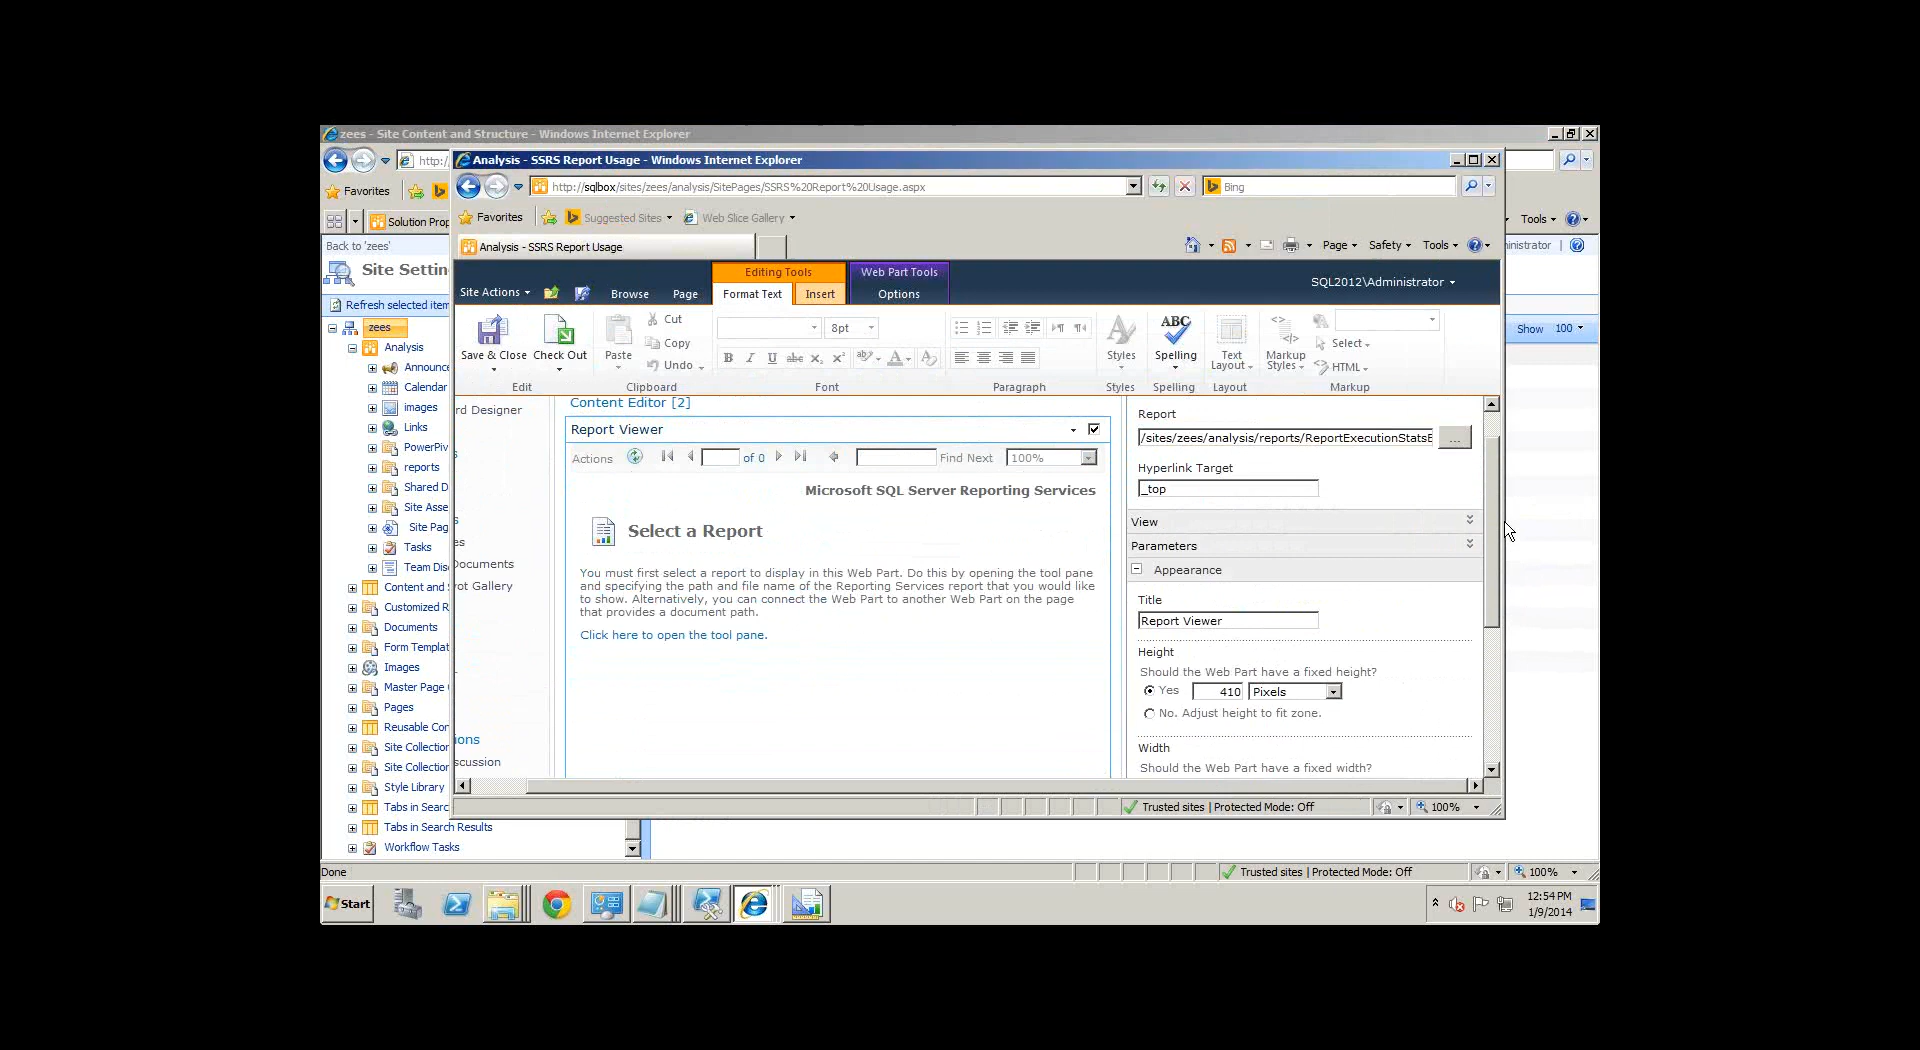 zees - Site Content and Structure - Windows Internet Explorer
http:/
Favorites
Solution Prop
Tools
Back to 'zees'
ninistrator
Site Settin
Refresh selected item
Show 100
zees
Analysis
Announce
Calendar
images
Links
PowerPiv
reports
Shared D
Site Asse
Site Pag
Tasks
Team Dis
Content and
Customized R
Documents
Form Templat
Images
Master Page
Pages
Reusable Con
Site Collection
Site Collection
Style Library
Tabs in Searc
Tabs in Search Results
Workflow Tasks
Done
Trusted sites | Protected Mode: Off
100%
Analysis - SSRS Report Usage - Windows Internet Explorer
http://sqlbox/sites/zees/analysis/SitePages/SSRS%20Report%20Usage.aspx
Bing
Favorites
Suggested Sites
Web Slice Gallery
Analysis - SSRS Report Usage
Page Safety Tools
Editing Tools
Web Part Tools
Site Actions
Browse
Page
Format Text
Insert
Options
SQL2012\Administrator
Save & Close
Check Out
Paste
Cut
Copy
Undo
8pt
B I U abc X₂ X²
Styles
ABC
Spelling
Text Layout
Markup Styles
Select
HTML
Edit
Clipboard
Font
Paragraph
Styles
Spelling
Layout
Markup
rd Designer
s
s
es
Documents
ot Gallery
ions
scussion
Content Editor [2]
Report Viewer
Actions
of 0
Find Next
100%
Microsoft SQL Server Reporting Services
Select a Report
You must first select a report to display in this Web Part. Do this by opening the tool pane
and specifying the path and file name of the Reporting Services report that you would like
to show. Alternatively, you can connect the Web Part to another Web Part on the page
that provides a document path.
Click here to open the tool pane.
Report
/sites/zees/analysis/reports/ReportExecutionStatsE
...
Hyperlink Target
_top
View
Parameters
Appearance
Title
Report Viewer
Height
Should the Web Part have a fixed height?
Yes 410 Pixels
No. Adjust height to fit zone.
Width
Should the Web Part have a fixed width?
Trusted sites | Protected Mode: Off
100%
Start
12:54 PM
1/9/2014